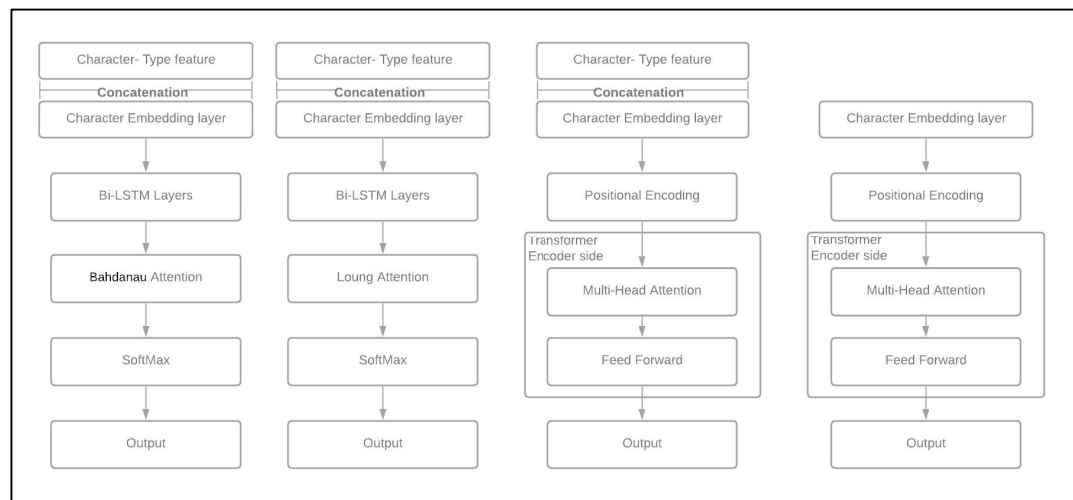 Character- Type feature
Concatenation
Character Embedding layer
Bi-LSTM Layers
Bahdanau Attention
SoftMax
Output
Character- Type feature
Concatenation
Character Embedding layer
Bi-LSTM Layers
Loung Attention
SoftMax
Output
Character- Type feature
Concatenation
Character Embedding layer
Positional Encoding
Transformer
Encoder side
Multi-Head Attention
Feed Forward
Output
Character Embedding layer
Positional Encoding
Transformer
Encoder side
Multi-Head Attention
Feed Forward
Output